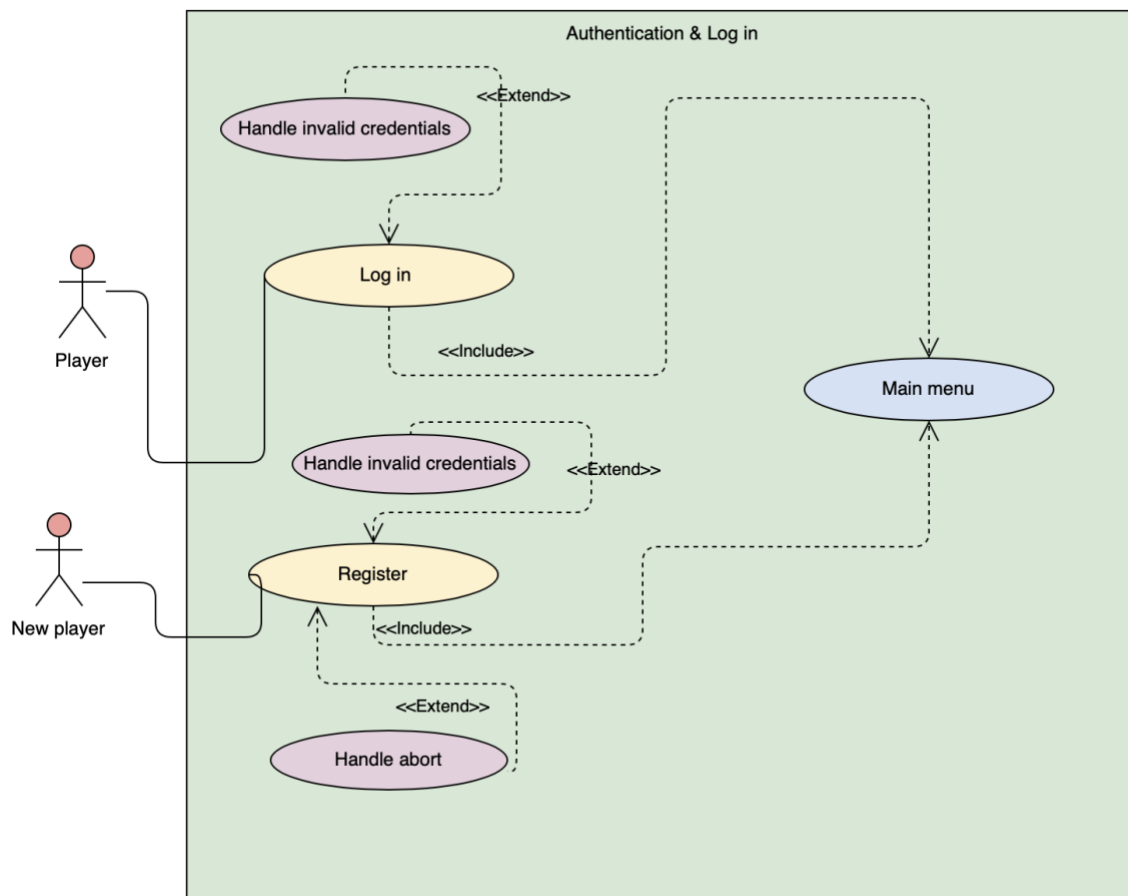 Authentication & Log in
<<Extend>>
Handle invalid credentials
Log in
<<Include>>
Player
Main menu
Handle invalid credentials
<<Extend>>
Register
New player
<<Include>>
<<Extend>>
Handle abort